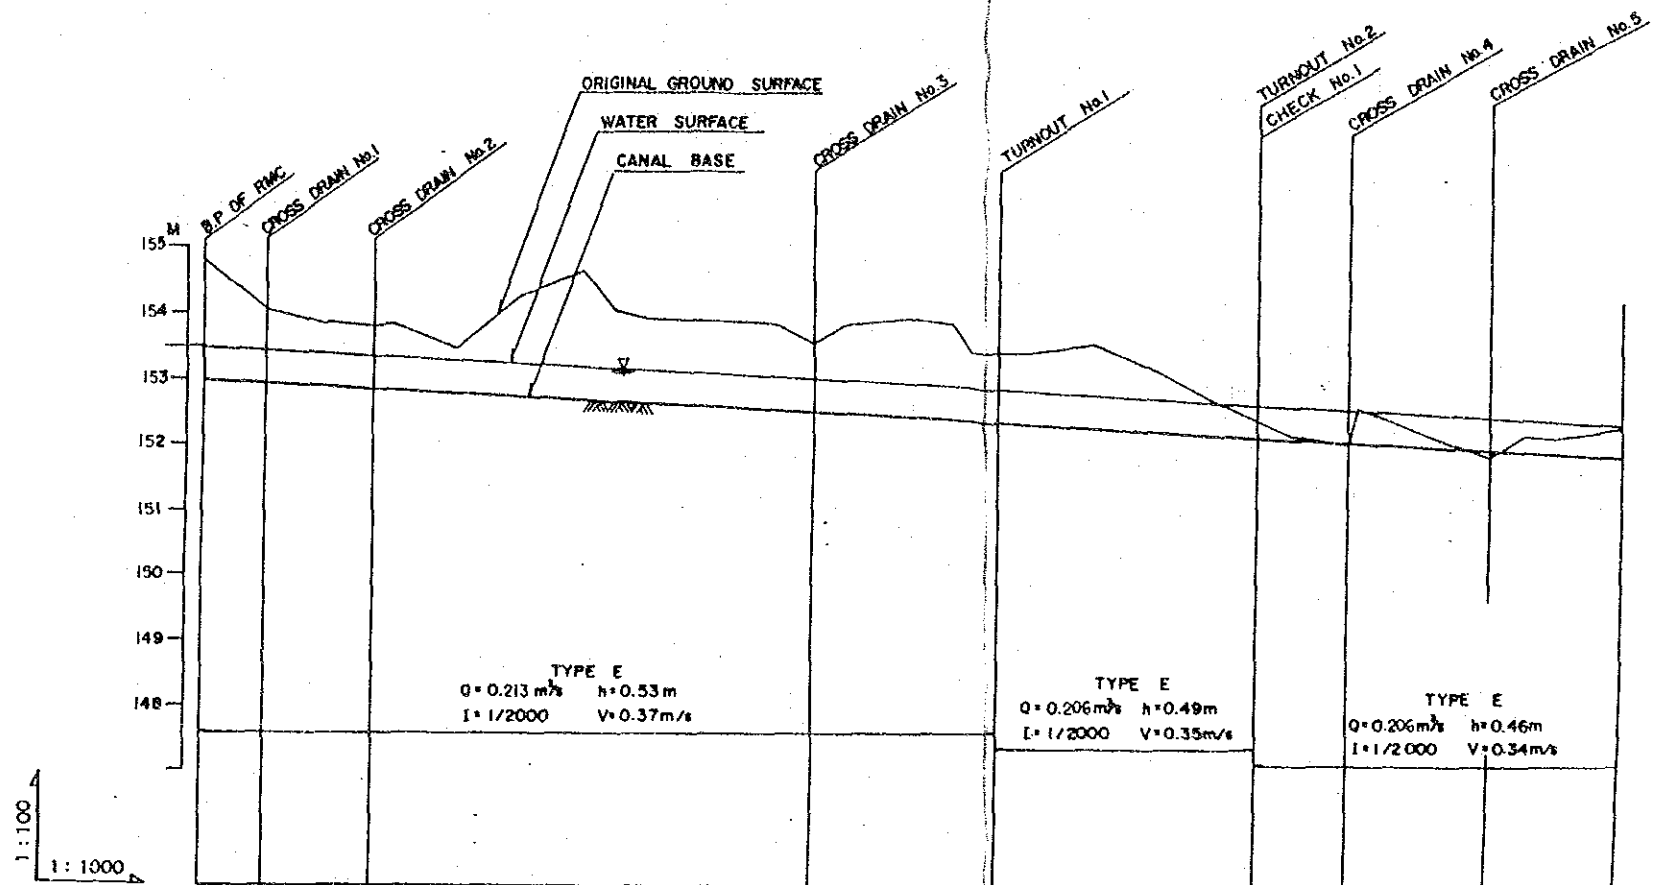 ORIGINAL GROUND SURFACE
WATER SURFACE
CANAL BASE
B.P OF RMC
CROSS DRAIN No.1
CROSS DRAIN No.2
CROSS DRAIN No.3
TURNOUT No.1
TURNOUT No.2
CHECK No.1
CROSS DRAIN No.4
CROSS DRAIN No.5
M
155
154
153
152
151
150
149
148
TYPE E
Q=0.213 m³/s h=0.53m
I=1/2000 V=0.37m/s
TYPE E
Q=0.206m³/s h=0.49m
I=1/2000 V=0.35m/s
TYPE E
Q=0.206m³/s h=0.46m
I=1/2000 V=0.34m/s
1:100
1:1000